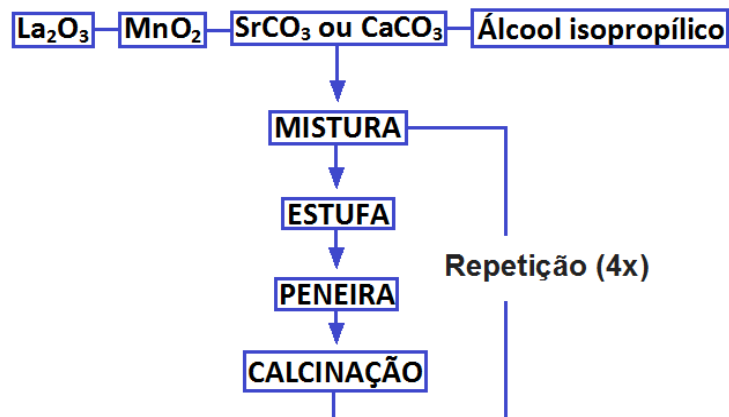 La₂O₃
MnO₂
SrCO₃ ou CaCO₃
Álcool isopropílico
MISTURA
ESTUFA
Repetição (4x)
PENEIRA
CALCINAÇÃO